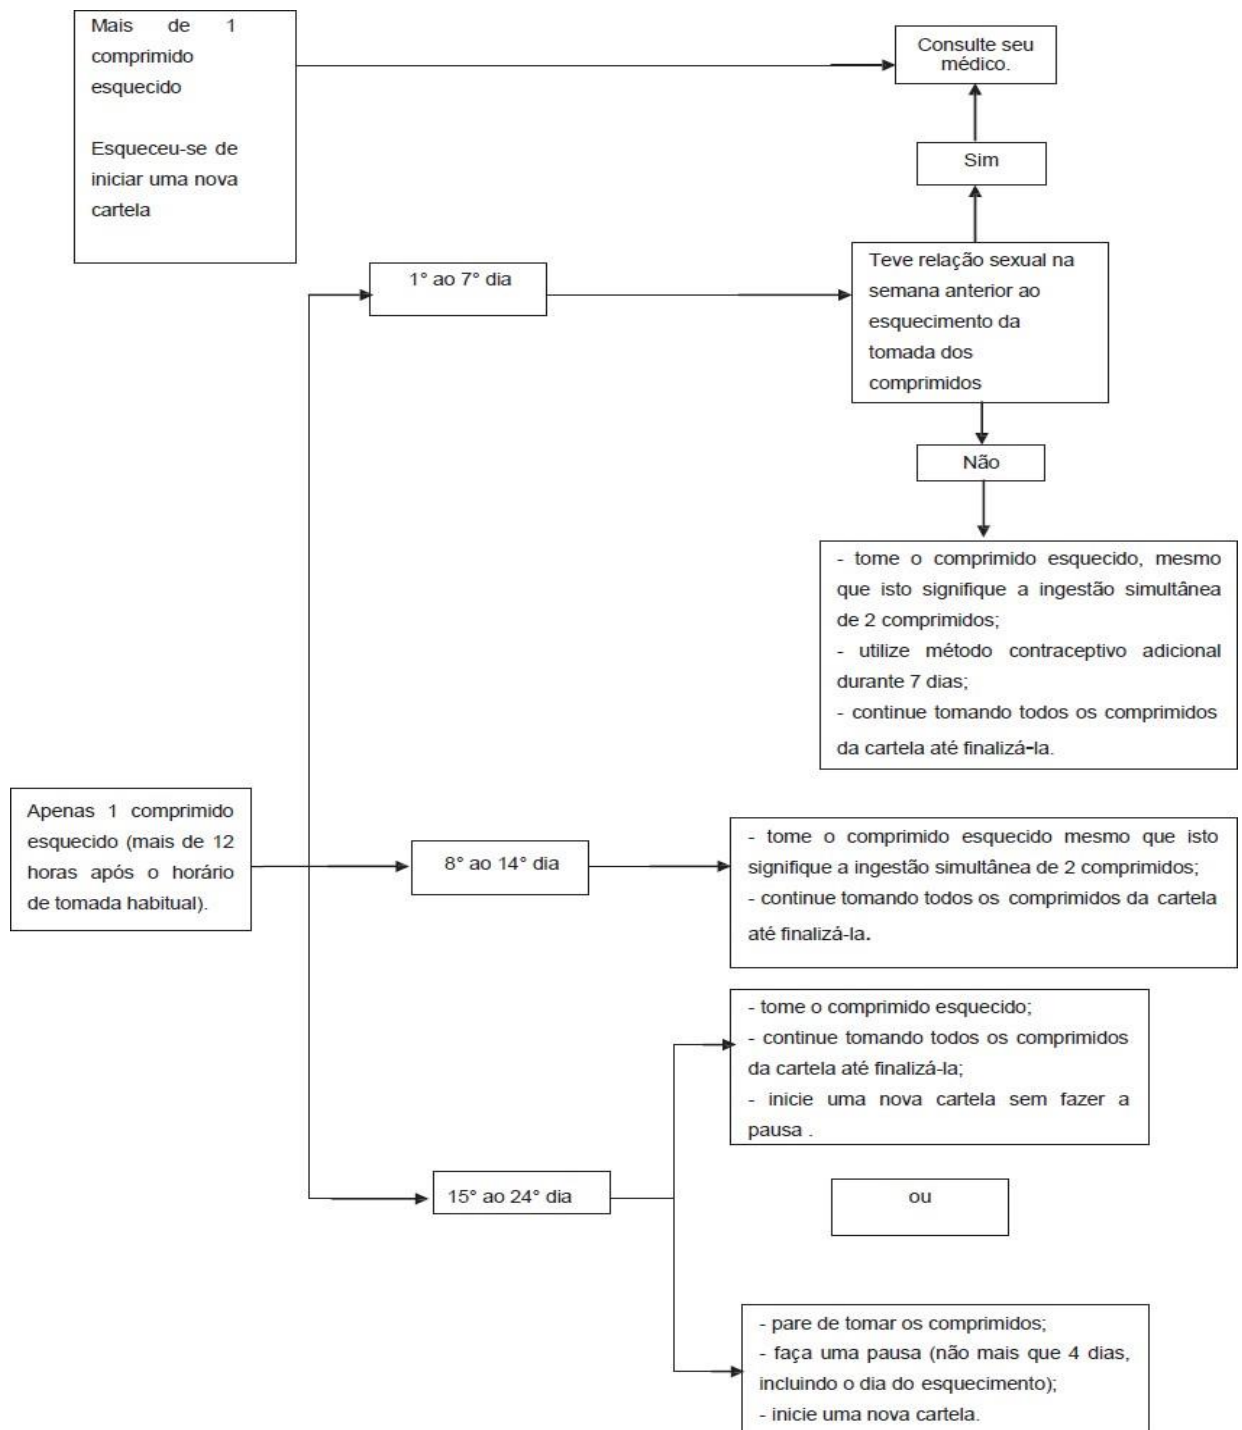 Mais de 1
comprimido
esquecido
Esqueceu-se de
iniciar uma nova
cartela
Consulte seu
médico.
Sim
Teve relação sexual na
semana anterior ao
esquecimento da
tomada dos
comprimidos
1° ao 7° dia
Não
- tome o comprimido esquecido, mesmo
que isto signifique a ingestão simultânea
de 2 comprimidos;
- utilize método contraceptivo adicional
durante 7 dias;
- continue tomando todos os comprimidos
da cartela até finalizá-la.
Apenas 1 comprimido
esquecido (mais de 12
horas após o horário
de tomada habitual).
8° ao 14° dia
- tome o comprimido esquecido mesmo que isto
signifique a ingestão simultânea de 2 comprimidos;
- continue tomando todos os comprimidos da cartela
até finalizá-la.
- tome o comprimido esquecido;
- continue tomando todos os comprimidos
da cartela até finalizá-la;
- inicie uma nova cartela sem fazer a
pausa .
15° ao 24° dia
ou
- pare de tomar os comprimidos;
- faça uma pausa (não mais que 4 dias,
incluindo o dia do esquecimento);
- inicie uma nova cartela.